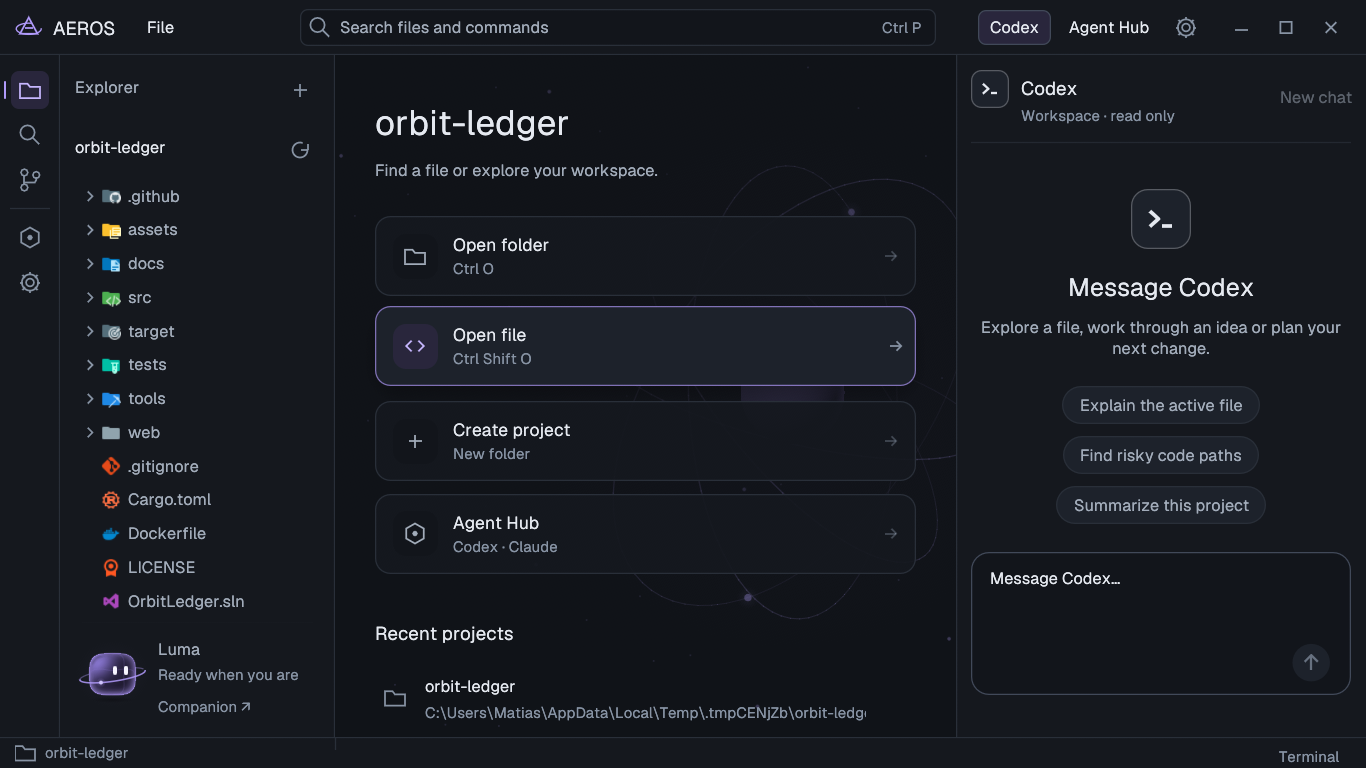 AEROS
File
Search files and commands
Ctrl P
Codex
Agent Hub
Explorer
orbit-ledger
.github
assets
docs
src
target
tests
tools
web
.gitignore
Cargo.toml
Dockerfile
LICENSE
OrbitLedger.sln
Luma
Ready when you are
Companion
orbit-ledger
Find a file or explore your workspace.
Open folder
Ctrl O
Open file
Ctrl Shift O
Create project
New folder
Agent Hub
Codex · Claude
Recent projects
orbit-ledger
C:\Users\Matias\AppData\Local\Temp\.tmpCENjZb\orbit-ledg
Codex
Workspace · read only
New chat
Message Codex
Explore a file, work through an idea or plan your
next change.
Explain the active file
Find risky code paths
Summarize this project
Message Codex…
orbit-ledger
Terminal